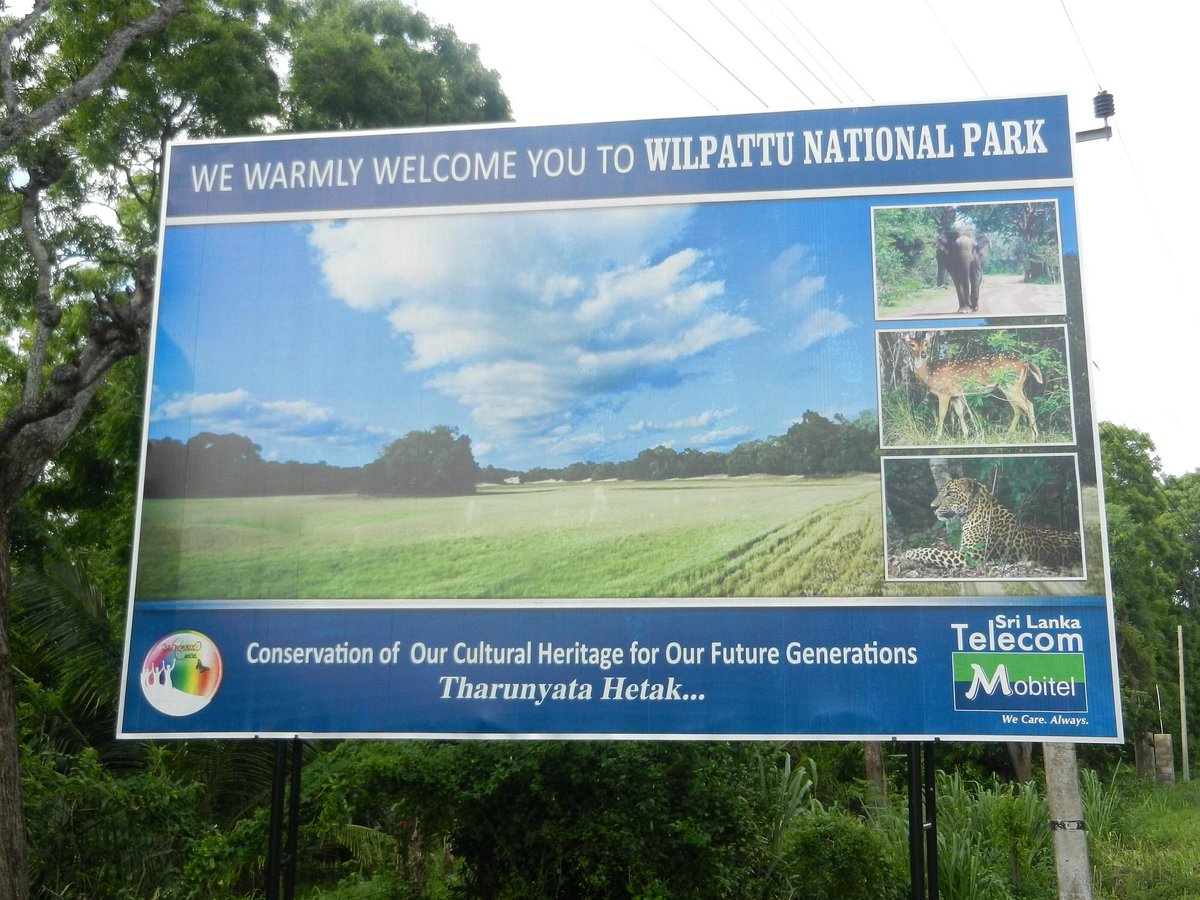 WE WARMLY WELCOME YOU TO WILPATTU NATIONAL PARK
Conservation of Our Cultural Heritage for Our Future Generations
Tharunyata Hetak...
Sri Lanka
Telecom
Mobitel
We Care. Always.